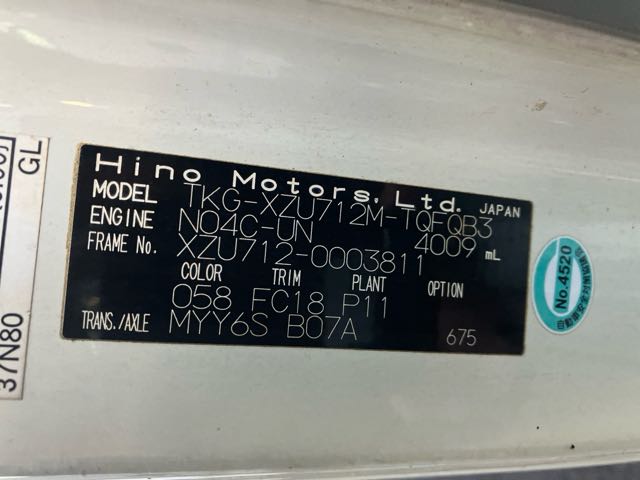 Hino Motors, Ltd. JAPAN
MODEL TKG-XZU712M-TQFQB3
ENGINE N04C-UN 4009 mL
FRAME No. XZU712-0003811
COLOR TRIM PLANT OPTION
058 FC18 P11
TRANS./AXLE MYY6S B07A 675
GL
37N80
No.4520